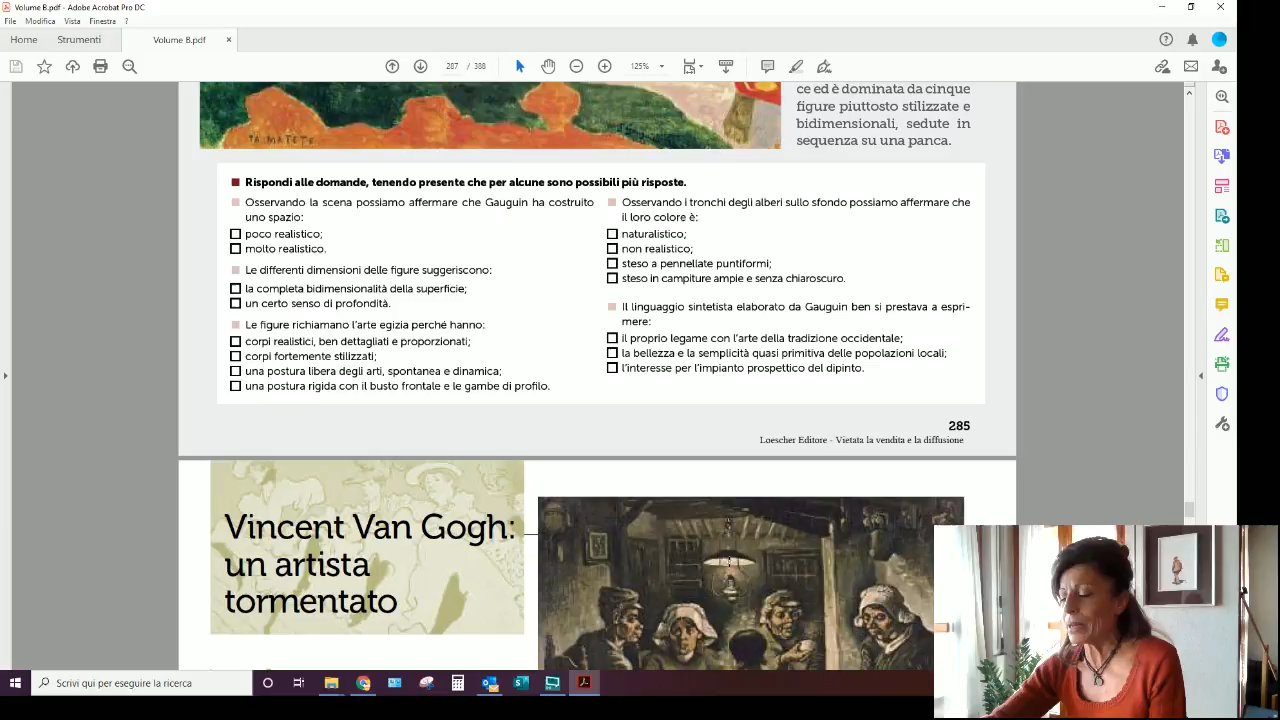 Volume B.pdf - Adobe Acrobat Pro DC
File Modifica Vista Finestra ?
Home Strumenti Volume B.pdf ×
287 / 388 125%
ce ed è dominata da cinque
figure piuttosto stilizzate e
bidimensionali, sedute in
sequenza su una panca.
TA MATETE
Rispondi alle domande, tenendo presente che per alcune sono possibili più risposte.
Osservando la scena possiamo affermare che Gauguin ha costruito
uno spazio:
poco realistico;
molto realistico.
Le differenti dimensioni delle figure suggeriscono:
la completa bidimensionalità della superficie;
un certo senso di profondità.
Le figure richiamano l'arte egizia perché hanno:
corpi realistici, ben dettagliati e proporzionati;
corpi fortemente stilizzati;
una postura libera degli arti, spontanea e dinamica;
una postura rigida con il busto frontale e le gambe di profilo.
Osservando i tronchi degli alberi sullo sfondo possiamo affermare che
il loro colore è:
naturalistico;
non realistico;
steso a pennellate puntiformi;
steso in campiture ampie e senza chiaroscuro.
Il linguaggio sintetista elaborato da Gauguin ben si prestava a espri-
mere:
il proprio legame con l'arte della tradizione occidentale;
la bellezza e la semplicità quasi primitiva delle popolazioni locali;
l'interesse per l'impianto prospettico del dipinto.
285
Loescher Editore - Vietata la vendita e la diffusione
Vincent Van Gogh:
un artista
tormentato
Scrivi qui per eseguire la ricerca